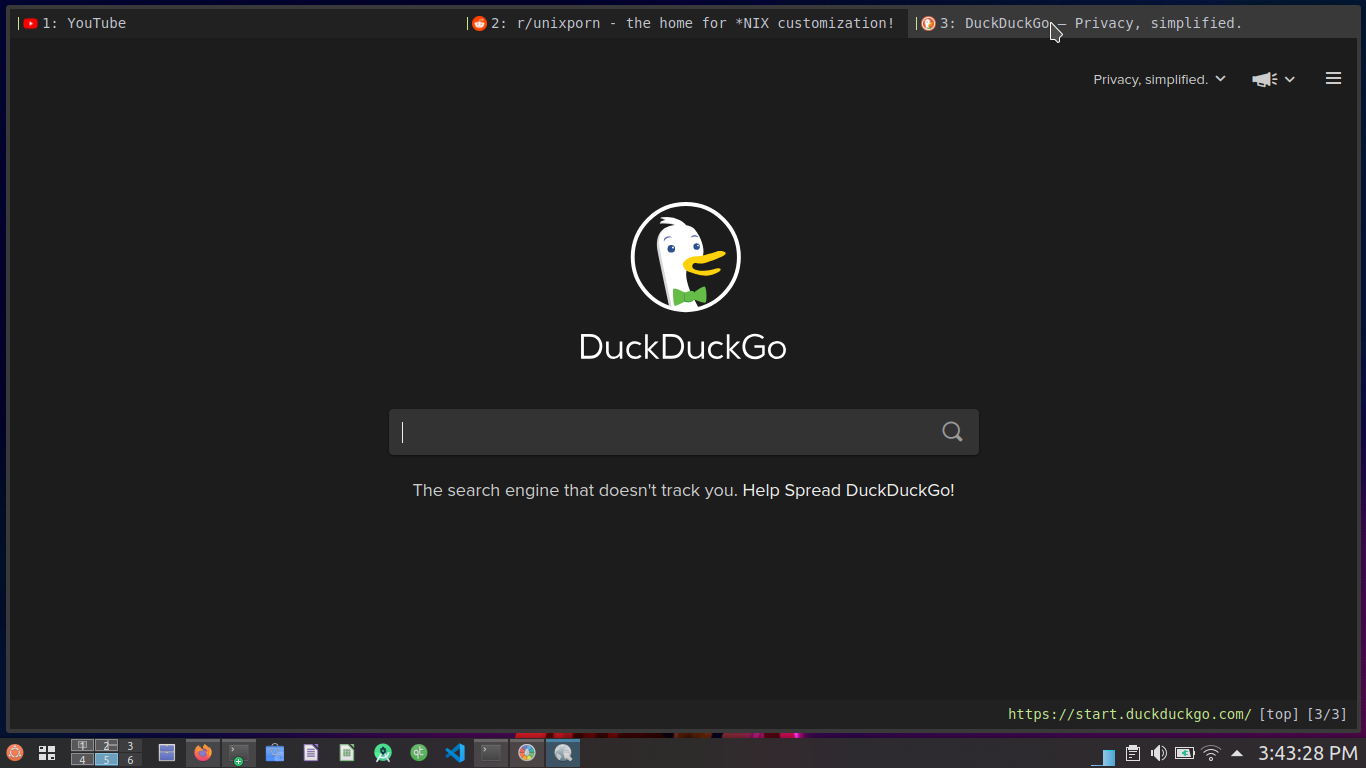 1: YouTube
2: r/unixporn - the home for *NIX customization!
3: DuckDuckGo — Privacy, simplified.
Privacy, simplified.
DuckDuckGo
The search engine that doesn't track you. Help Spread DuckDuckGo!
https://start.duckduckgo.com/ [top] [3/3]
1 2 3
4 5 6
3:43:28 PM